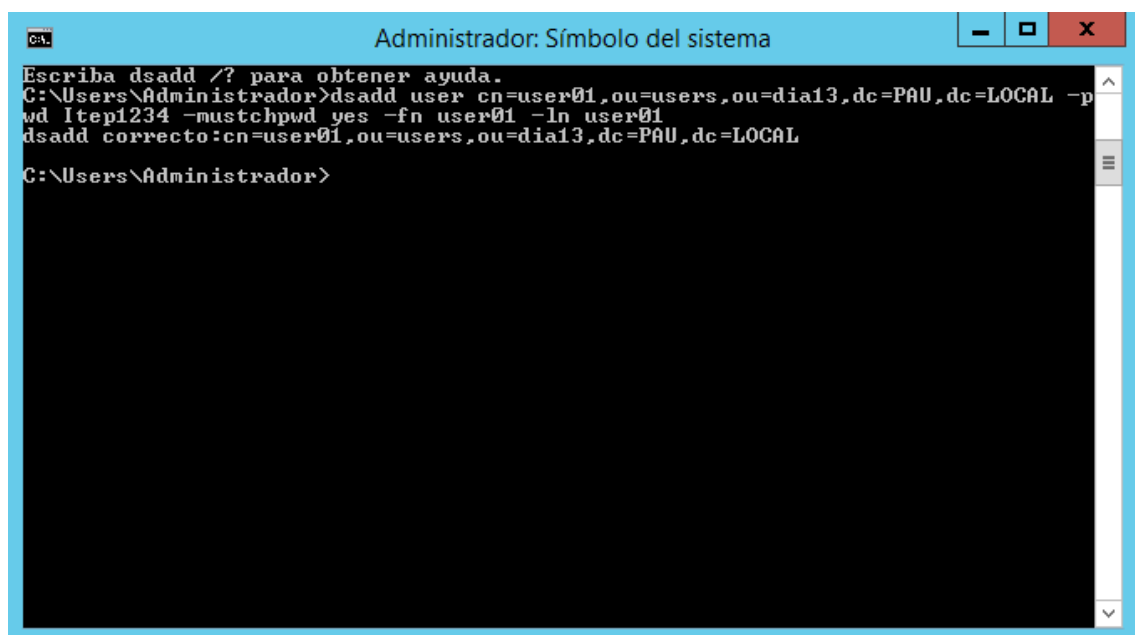 Administrador: Símbolo del sistema
Escriba dsadd /? para obtener ayuda.
C:\Users\Administrador>dsadd user cn=user01,ou=users,ou=dia13,dc=PAU,dc=LOCAL -p
wd Itep1234 -mustchpwd yes -fn user01 -ln user01
dsadd correcto:cn=user01,ou=users,ou=dia13,dc=PAU,dc=LOCAL
C:\Users\Administrador>